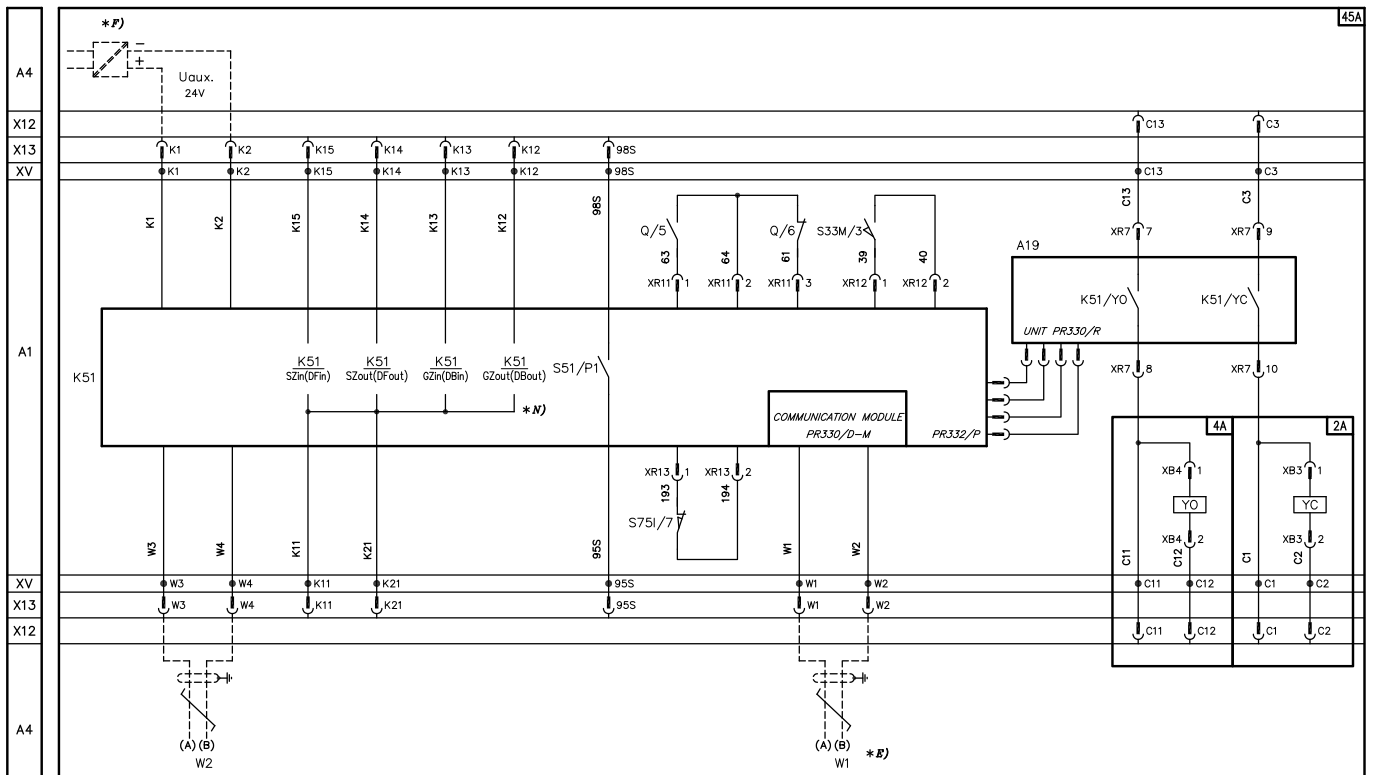 *F)
45A
−
+
A4
Uaux.
24V
X12
C13
C3
X13
K1
K2
K15
K14
K13
K12
98S
XV
K1
K2
K15
K14
K13
K12
98S
C13
C3
K1
K2
K15
K14
K13
K12
98S
C13
C3
Q/5
Q/6
S33M/3
XR7
7
XR7
9
63
64
61
39
40
A19
XR11
1
XR11
2
XR11
3
XR12
1
XR12
2
K51/YO
K51/YC
UNIT PR330/R
A1
K51
K51
SZin(DFin)
K51
SZout(DFout)
K51
GZin(DBin)
K51
GZout(DBout)
S51/P1
XR7
8
XR7
10
*N)
COMMUNICATION MODULE
PR330/D-M
PR332/P
4A
2A
XR13
1
XR13
2
XB4
1
XB3
1
193
194
YO
YC
S75I/7
XB4
2
XB3
2
W3
W4
K11
K21
95S
W1
W2
C11
C12
C1
C2
XV
W3
W4
K11
K21
95S
W1
W2
C11
C12
C1
C2
X13
W3
W4
K11
K21
95S
W1
W2
X12
C11
C12
C1
C2
A4
(A)
(B)
W2
(A)
(B)
W1
*E)